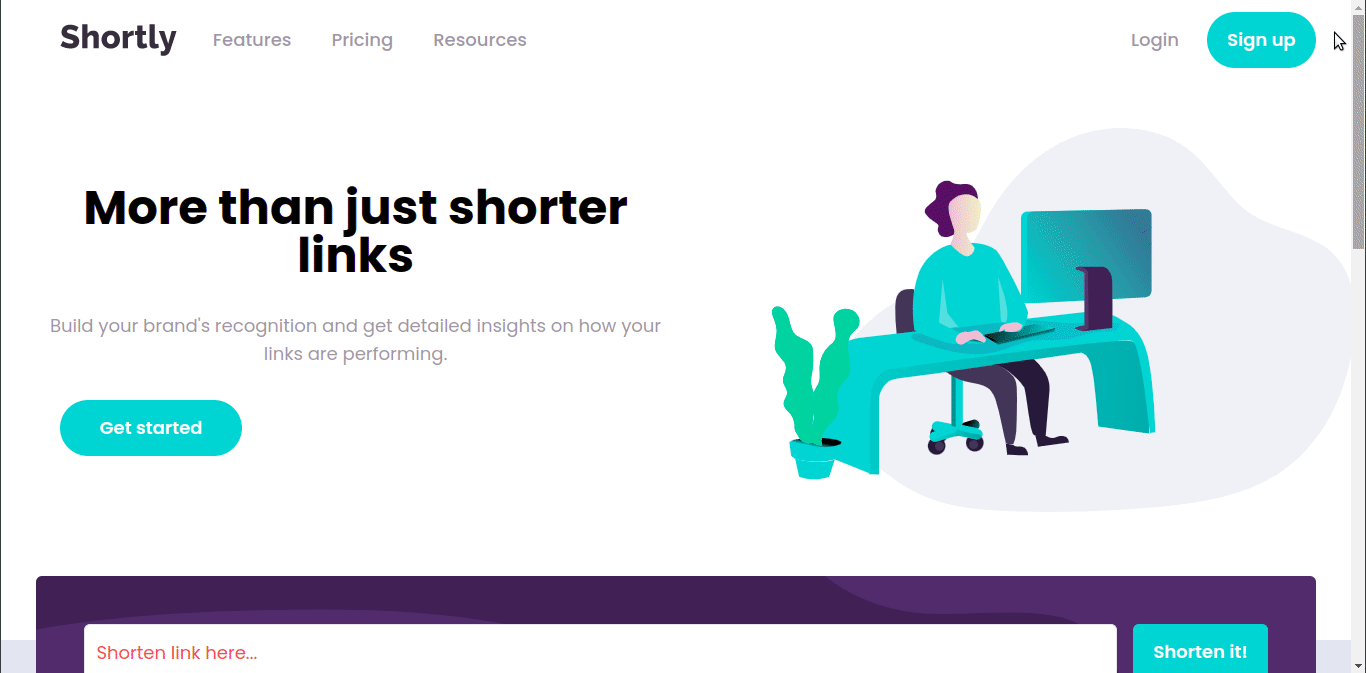 Shortly Features Pricing Resources Login Sign up
More than just shorter
links
Build your brand's recognition and get detailed insights on how your
links are performing.
Get started
Shorten link here...
Shorten it!